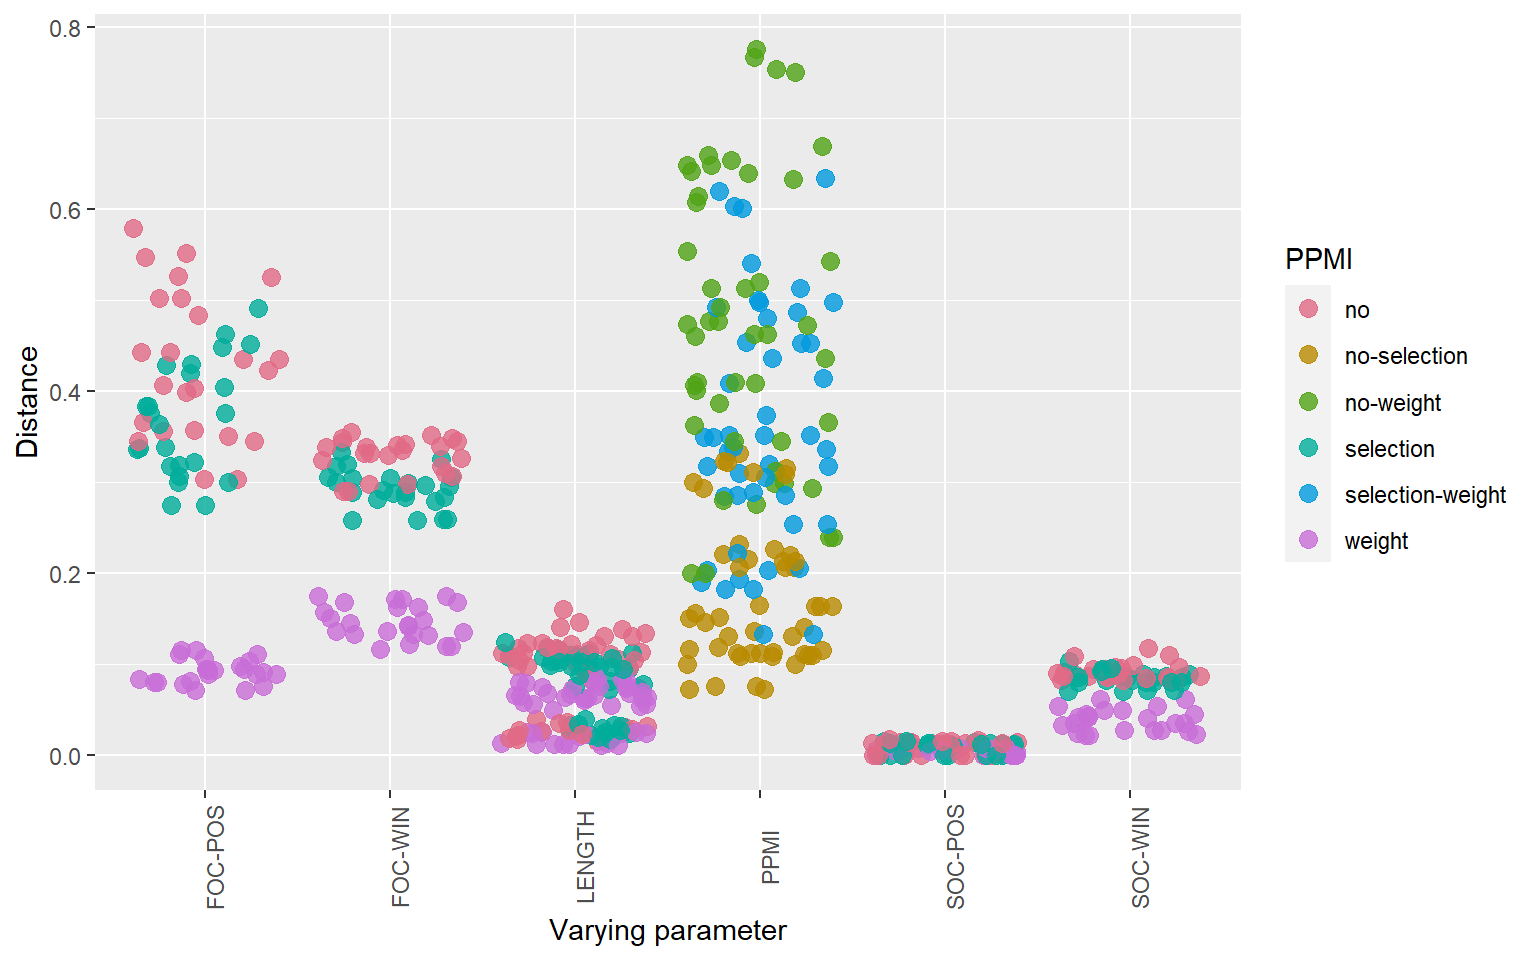 0.8
0.6
0.4
0.2
0.0
Distance
FOC-POS
FOC-WIN
LENGTH
PPMI
SOC-POS
SOC-WIN
Varying parameter
PPMI
no
no-selection
no-weight
selection
selection-weight
weight